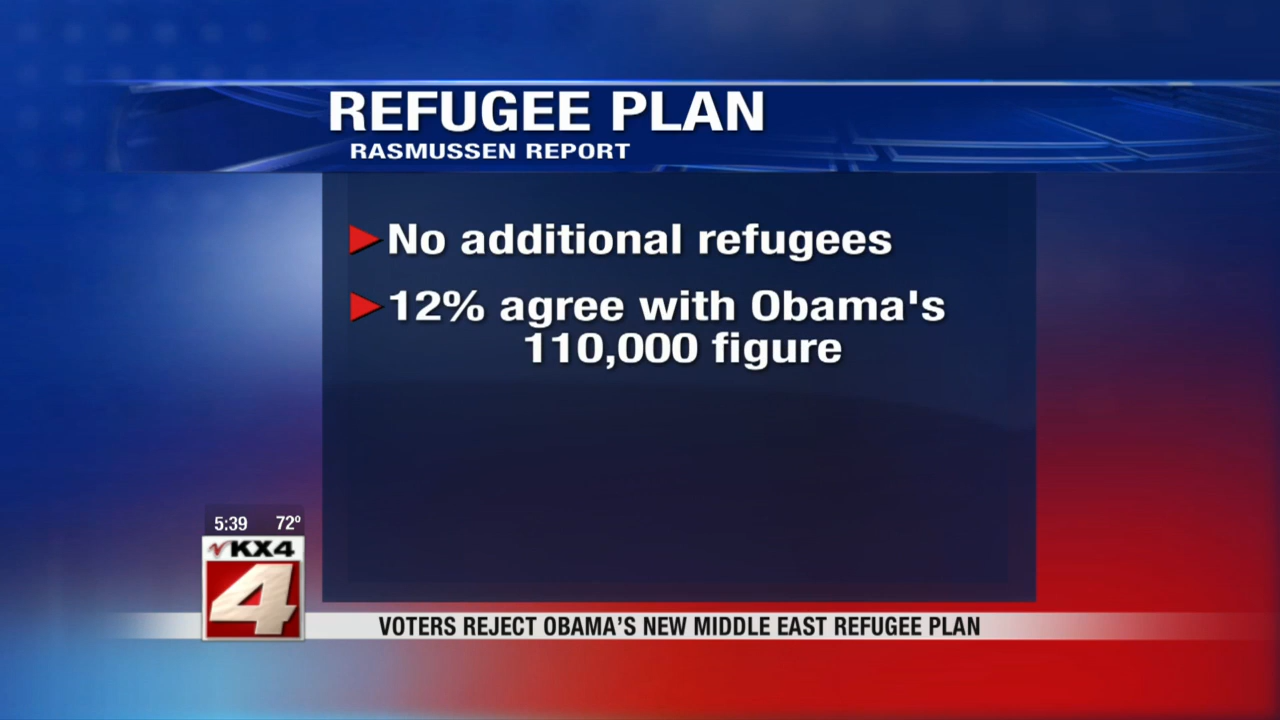 REFUGEE PLAN
RASMUSSEN REPORT
No additional refugees
12% agree with Obama's
110,000 figure
5:39 72º
KX4
4
VOTERS REJECT OBAMA'S NEW MIDDLE EAST REFUGEE PLAN